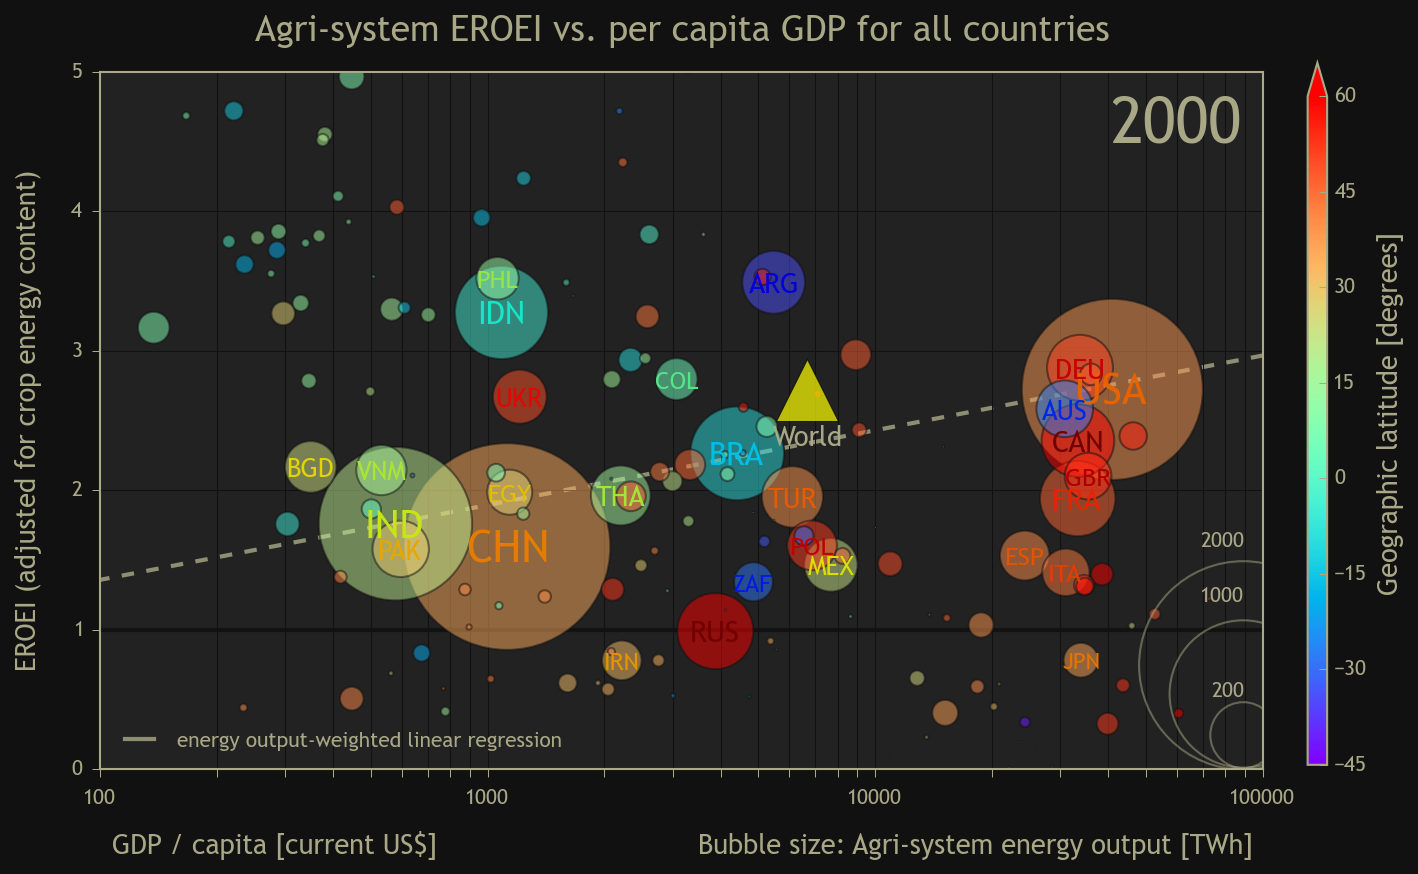 Agri-system EROEI vs. per capita GDP for all countries
2000
EROEI (adjusted for crop energy content)
5
4
3
2
1
0
PHL
IDN
ARG
UKR
COL
DEU
USA
AUS
World
CAN
BRA
BGD
VNM
GBR
EGY
THA
TUR
FRA
IND
PAK
CHN
POL
MEX
ESP
ITA
ZAF
RUS
IRN
JPN
2000
1000
200
energy output-weighted linear regression
100
1000
10000
100000
GDP / capita [current US$]
Bubble size: Agri-system energy output [TWh]
60
45
30
15
0
−15
−30
−45
Geographic latitude [degrees]